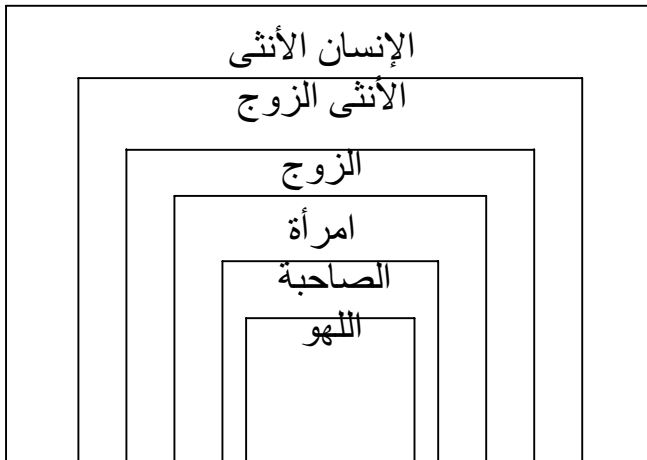 الإنسان الأنثى
الأنثى الزوج
الزوج
امرأة
الصاحبة
اللهو